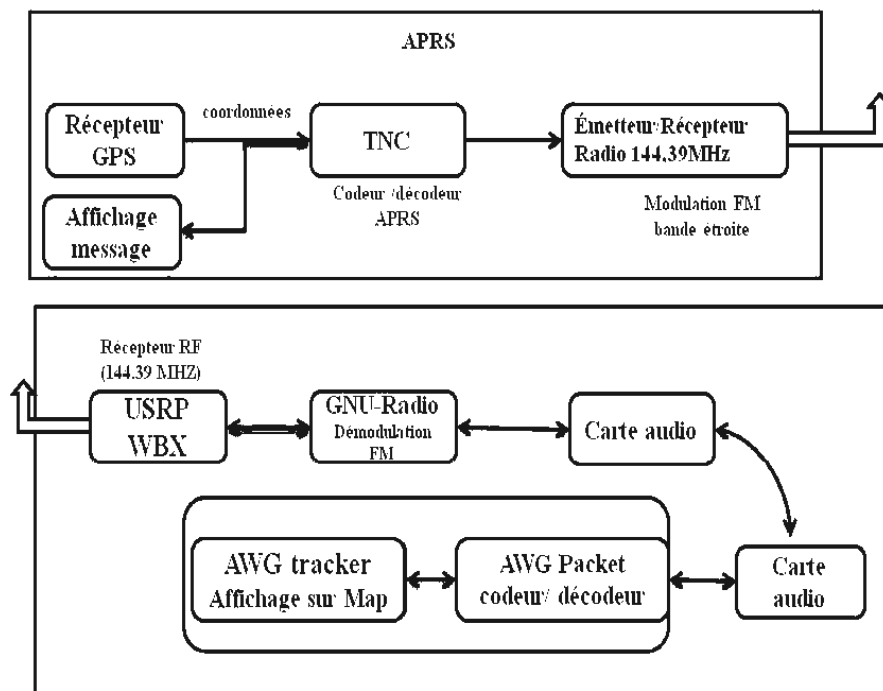 APRS
Récepteur
GPS
coordonnées
TNC
Codeur /décodeur
APRS
Émetteur/Récepteur
Radio 144.39MHz
Modulation FM
bande étroite
Affichage
message
Récepteur RF
(144.39 MHZ)
USRP
WBX
GNU-Radio
Démodulation
FM
Carte audio
AWG tracker
Affichage sur Map
AWG Packet
codeur/ décodeur
Carte
audio